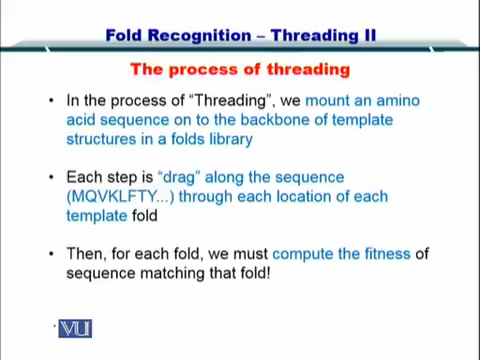 Fold Recognition – Threading II
The process of threading
• In the process of “Threading”, we mount an amino
acid sequence on to the backbone of template
structures in a folds library
• Each step is “drag” along the sequence
(MQVKLFTY...) through each location of each
template fold
• Then, for each fold, we must compute the fitness of
sequence matching that fold!
VU